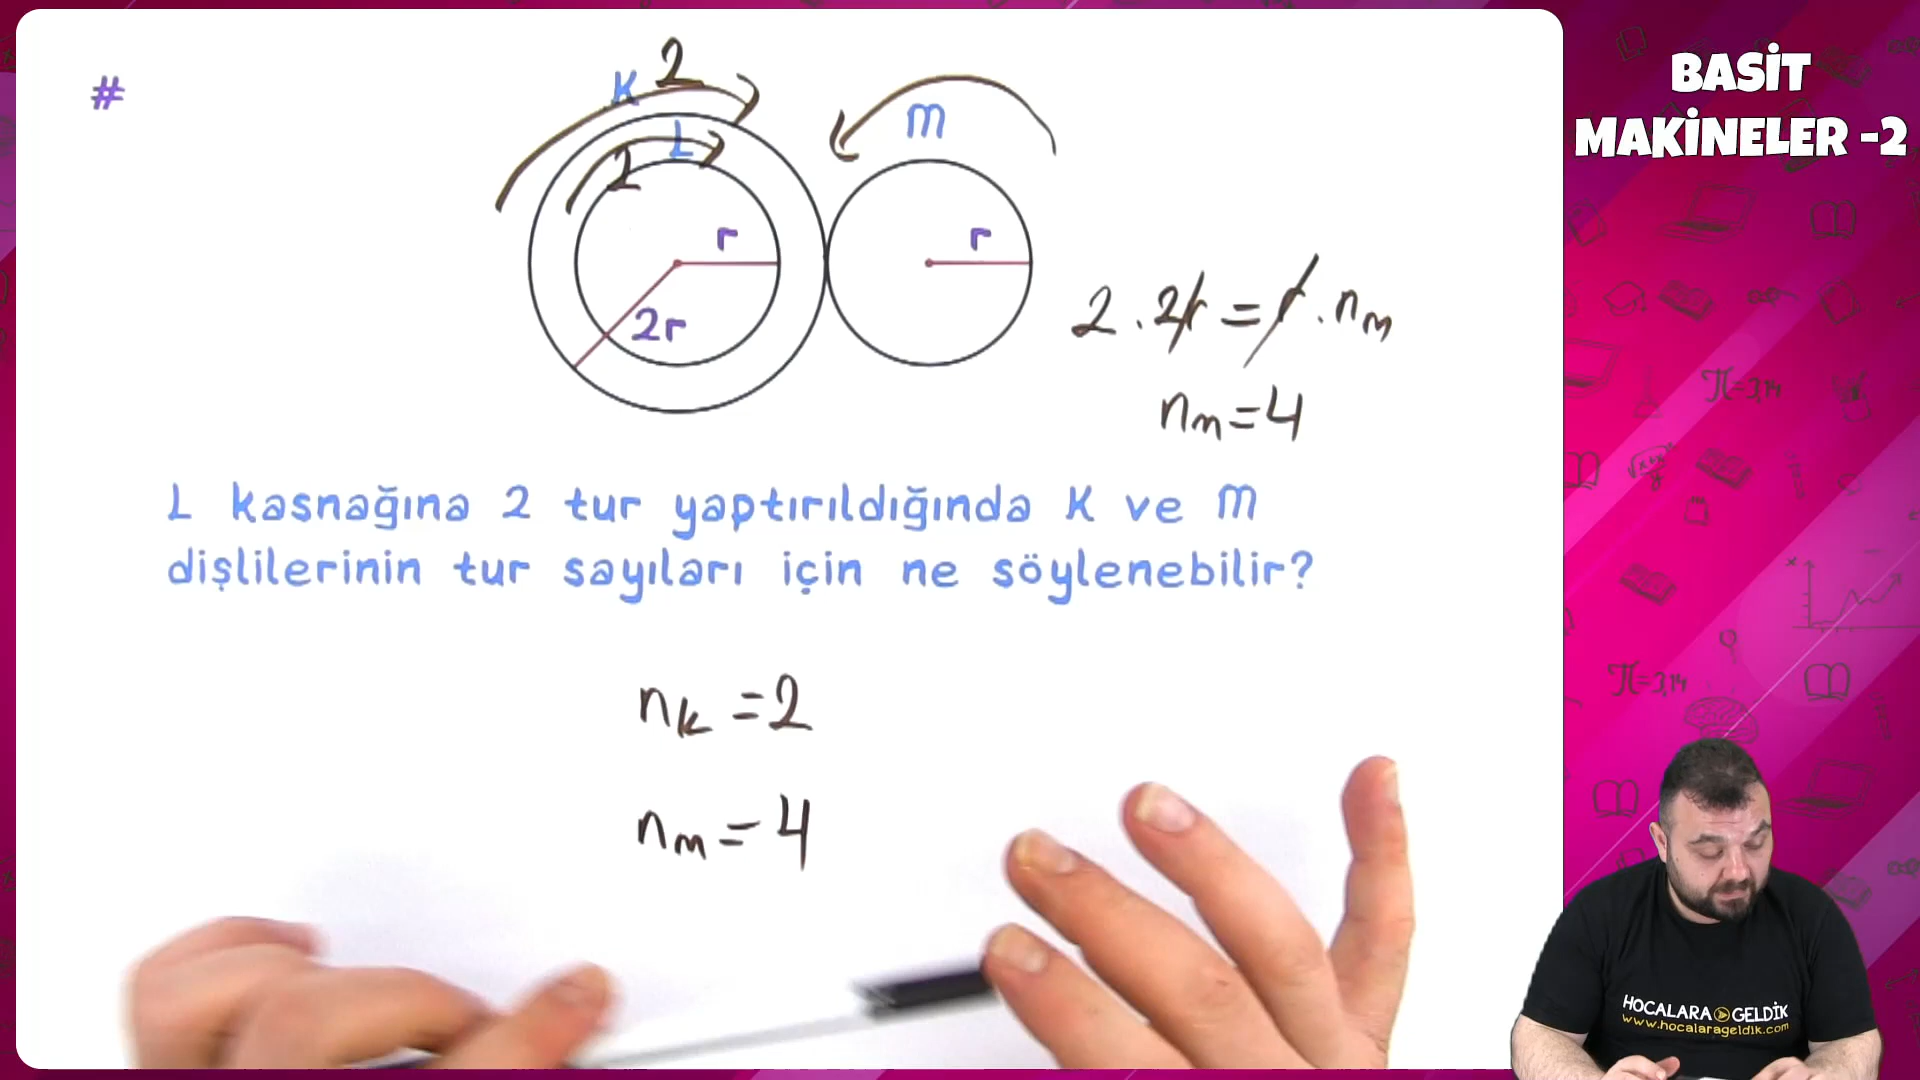 BASİT
MAKİNELER -2
#
K 2
L
2
M
r
r
2r
2 . 2r = r . nm
nm = 4
L kasnağına 2 tur yaptırıldığında K ve M
dişlilerinin tur sayıları için ne söylenebilir?
nk = 2
nm = 4
π=3,14
π=3,14
HOCALARA GELDİK
www.hocalarageldik.com